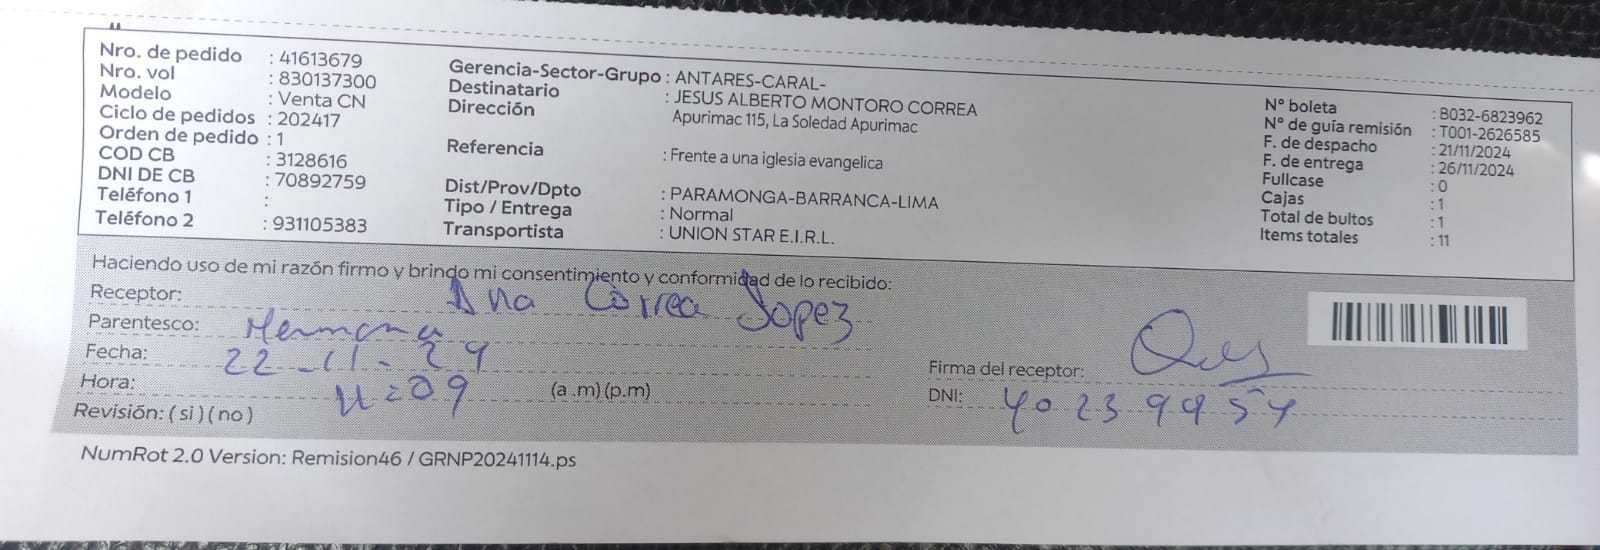 Nro. de pedido : 41613679
Nro. vol : 830137300
Modelo : Venta CN
Ciclo de pedidos : 202417
Orden de pedido : 1
COD CB : 3128616
DNI DE CB : 70892759
Teléfono 1 :
Teléfono 2 : 931105383
Gerencia-Sector-Grupo : ANTARES-CARAL-
Destinatario : JESUS ALBERTO MONTORO CORREA
Dirección Apurimac 115, La Soledad Apurimac
Referencia : Frente a una iglesia evangelica
Dist/Prov/Dpto : PARAMONGA-BARRANCA-LIMA
Tipo / Entrega : Normal
Transportista : UNION STAR E.I.R.L.
N° boleta : B032-6823962
N° de guía remisión : T001-2626585
F. de despacho : 21/11/2024
F. de entrega : 26/11/2024
Fullcase : 0
Cajas : 1
Total de bultos : 1
Items totales : 11
Haciendo uso de mi razón firmo y brindo mi consentimiento y conformidad de lo recibido:
Receptor: Ana Correa Lopez
Parentesco: Hermana
Fecha: 22-11-24
Hora: 11=09 (a .m) (p.m)
Revisión: ( si ) ( no )
Firma del receptor:
DNI: 40239954
NumRot 2.0 Version: Remision46 / GRNP20241114.ps